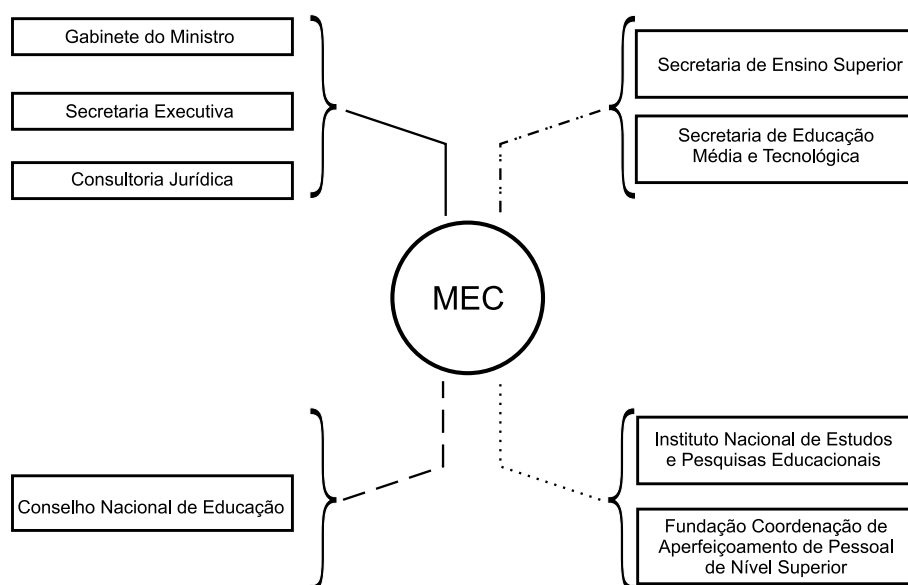 Gabinete do Ministro
Secretaria Executiva
Consultoria Jurídica
Secretaria de Ensino Superior
Secretaria de Educação
Média e Tecnológica
MEC
Conselho Nacional de Educação
Instituto Nacional de Estudos
e Pesquisas Educacionais
Fundação Coordenação de
Aperfeiçoamento de Pessoal
de Nível Superior